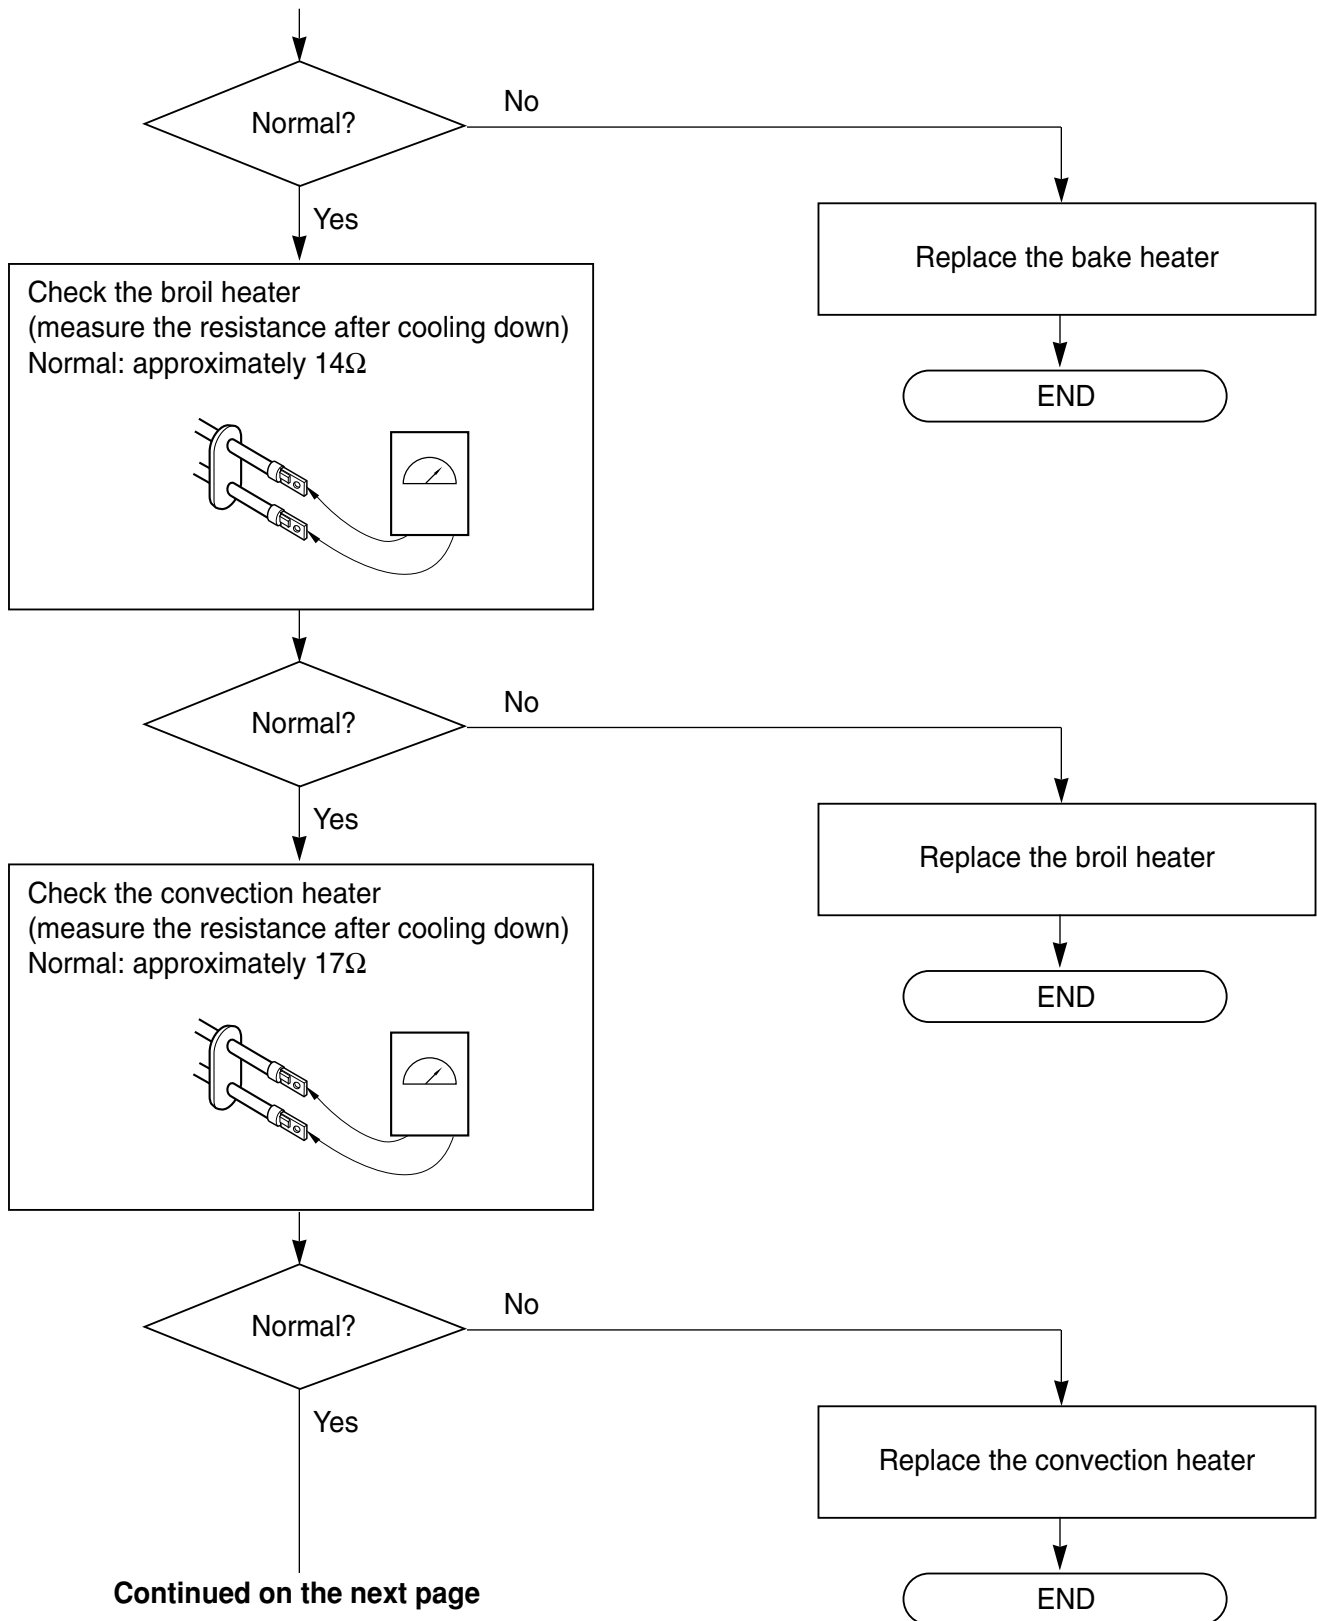 Normal?
No
Yes
Replace the bake heater
END
Check the broil heater
(measure the resistance after cooling down)
Normal: approximately 14Ω
Normal?
No
Yes
Replace the broil heater
END
Check the convection heater
(measure the resistance after cooling down)
Normal: approximately 17Ω
Normal?
No
Yes
Replace the convection heater
END
Continued on the next page